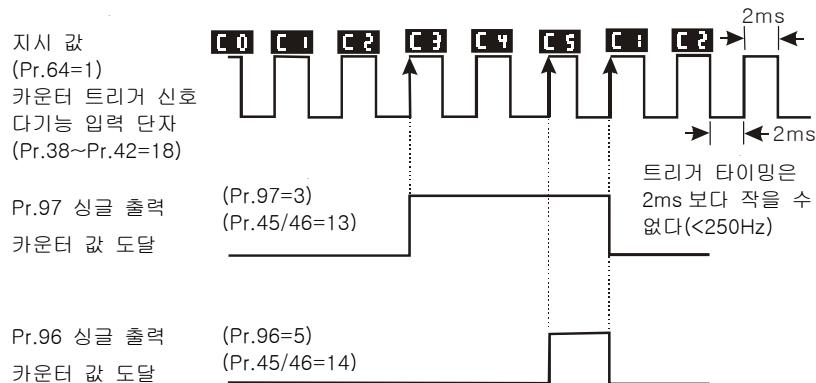 C0 C1 C2 C3 C4 C5 C1 C2
2ms
지시 값
(Pr.64=1)
카운터 트리거 신호
다기능 입력 단자
(Pr.38~Pr.42=18)
2ms
트리거 타이밍은
2ms 보다 작을 수
없다(<250Hz)
Pr.97 싱글 출력
카운터 값 도달
(Pr.97=3)
(Pr.45/46=13)
Pr.96 싱글 출력
카운터 값 도달
(Pr.96=5)
(Pr.45/46=14)